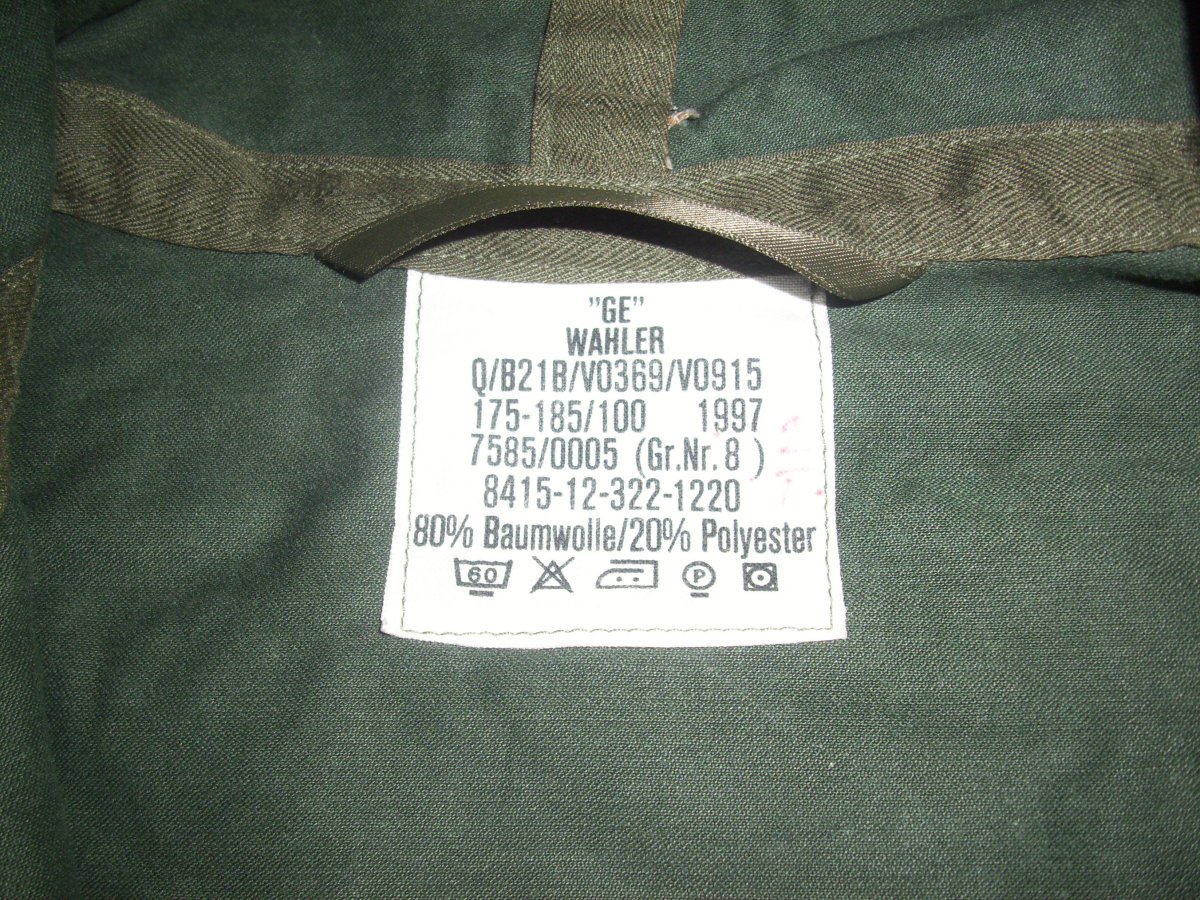 "GE"
WAHLER
Q/B21B/V0369/V0915
175-185/100 1997
7585/0005 (Gr.Nr. 8 )
8415-12-322-1220
80% Baumwolle/20% Polyester
60 P